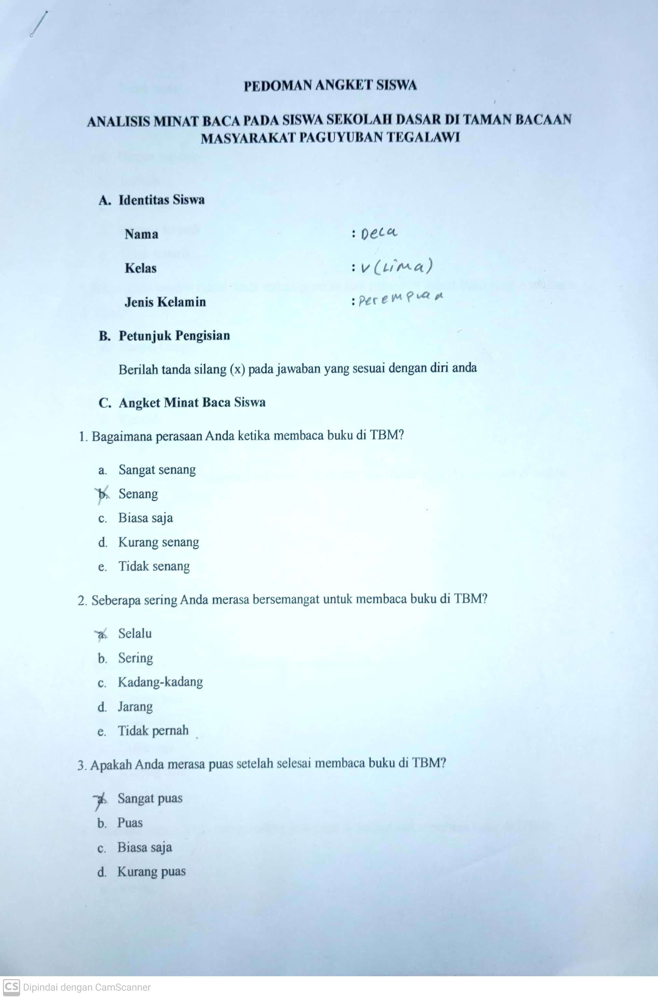 PEDOMAN ANGKET SISWA
ANALISIS MINAT BACA PADA SISWA SEKOLAH DASAR DI TAMAN BACAAN
MASYARAKAT PAGUYUBAN TEGALAWI
A. Identitas Siswa
Nama : Dela
Kelas : V (Lima)
Jenis Kelamin : Perempuan
B. Petunjuk Pengisian
Berilah tanda silang (x) pada jawaban yang sesuai dengan diri anda
C. Angket Minat Baca Siswa
1. Bagaimana perasaan Anda ketika membaca buku di TBM?
a. Sangat senang
b. Senang
c. Biasa saja
d. Kurang senang
e. Tidak senang
2. Seberapa sering Anda merasa bersemangat untuk membaca buku di TBM?
a. Selalu
b. Sering
c. Kadang-kadang
d. Jarang
e. Tidak pernah
3. Apakah Anda merasa puas setelah selesai membaca buku di TBM?
a. Sangat puas
b. Puas
c. Biasa saja
d. Kurang puas
CS Dipindai dengan CamScanner